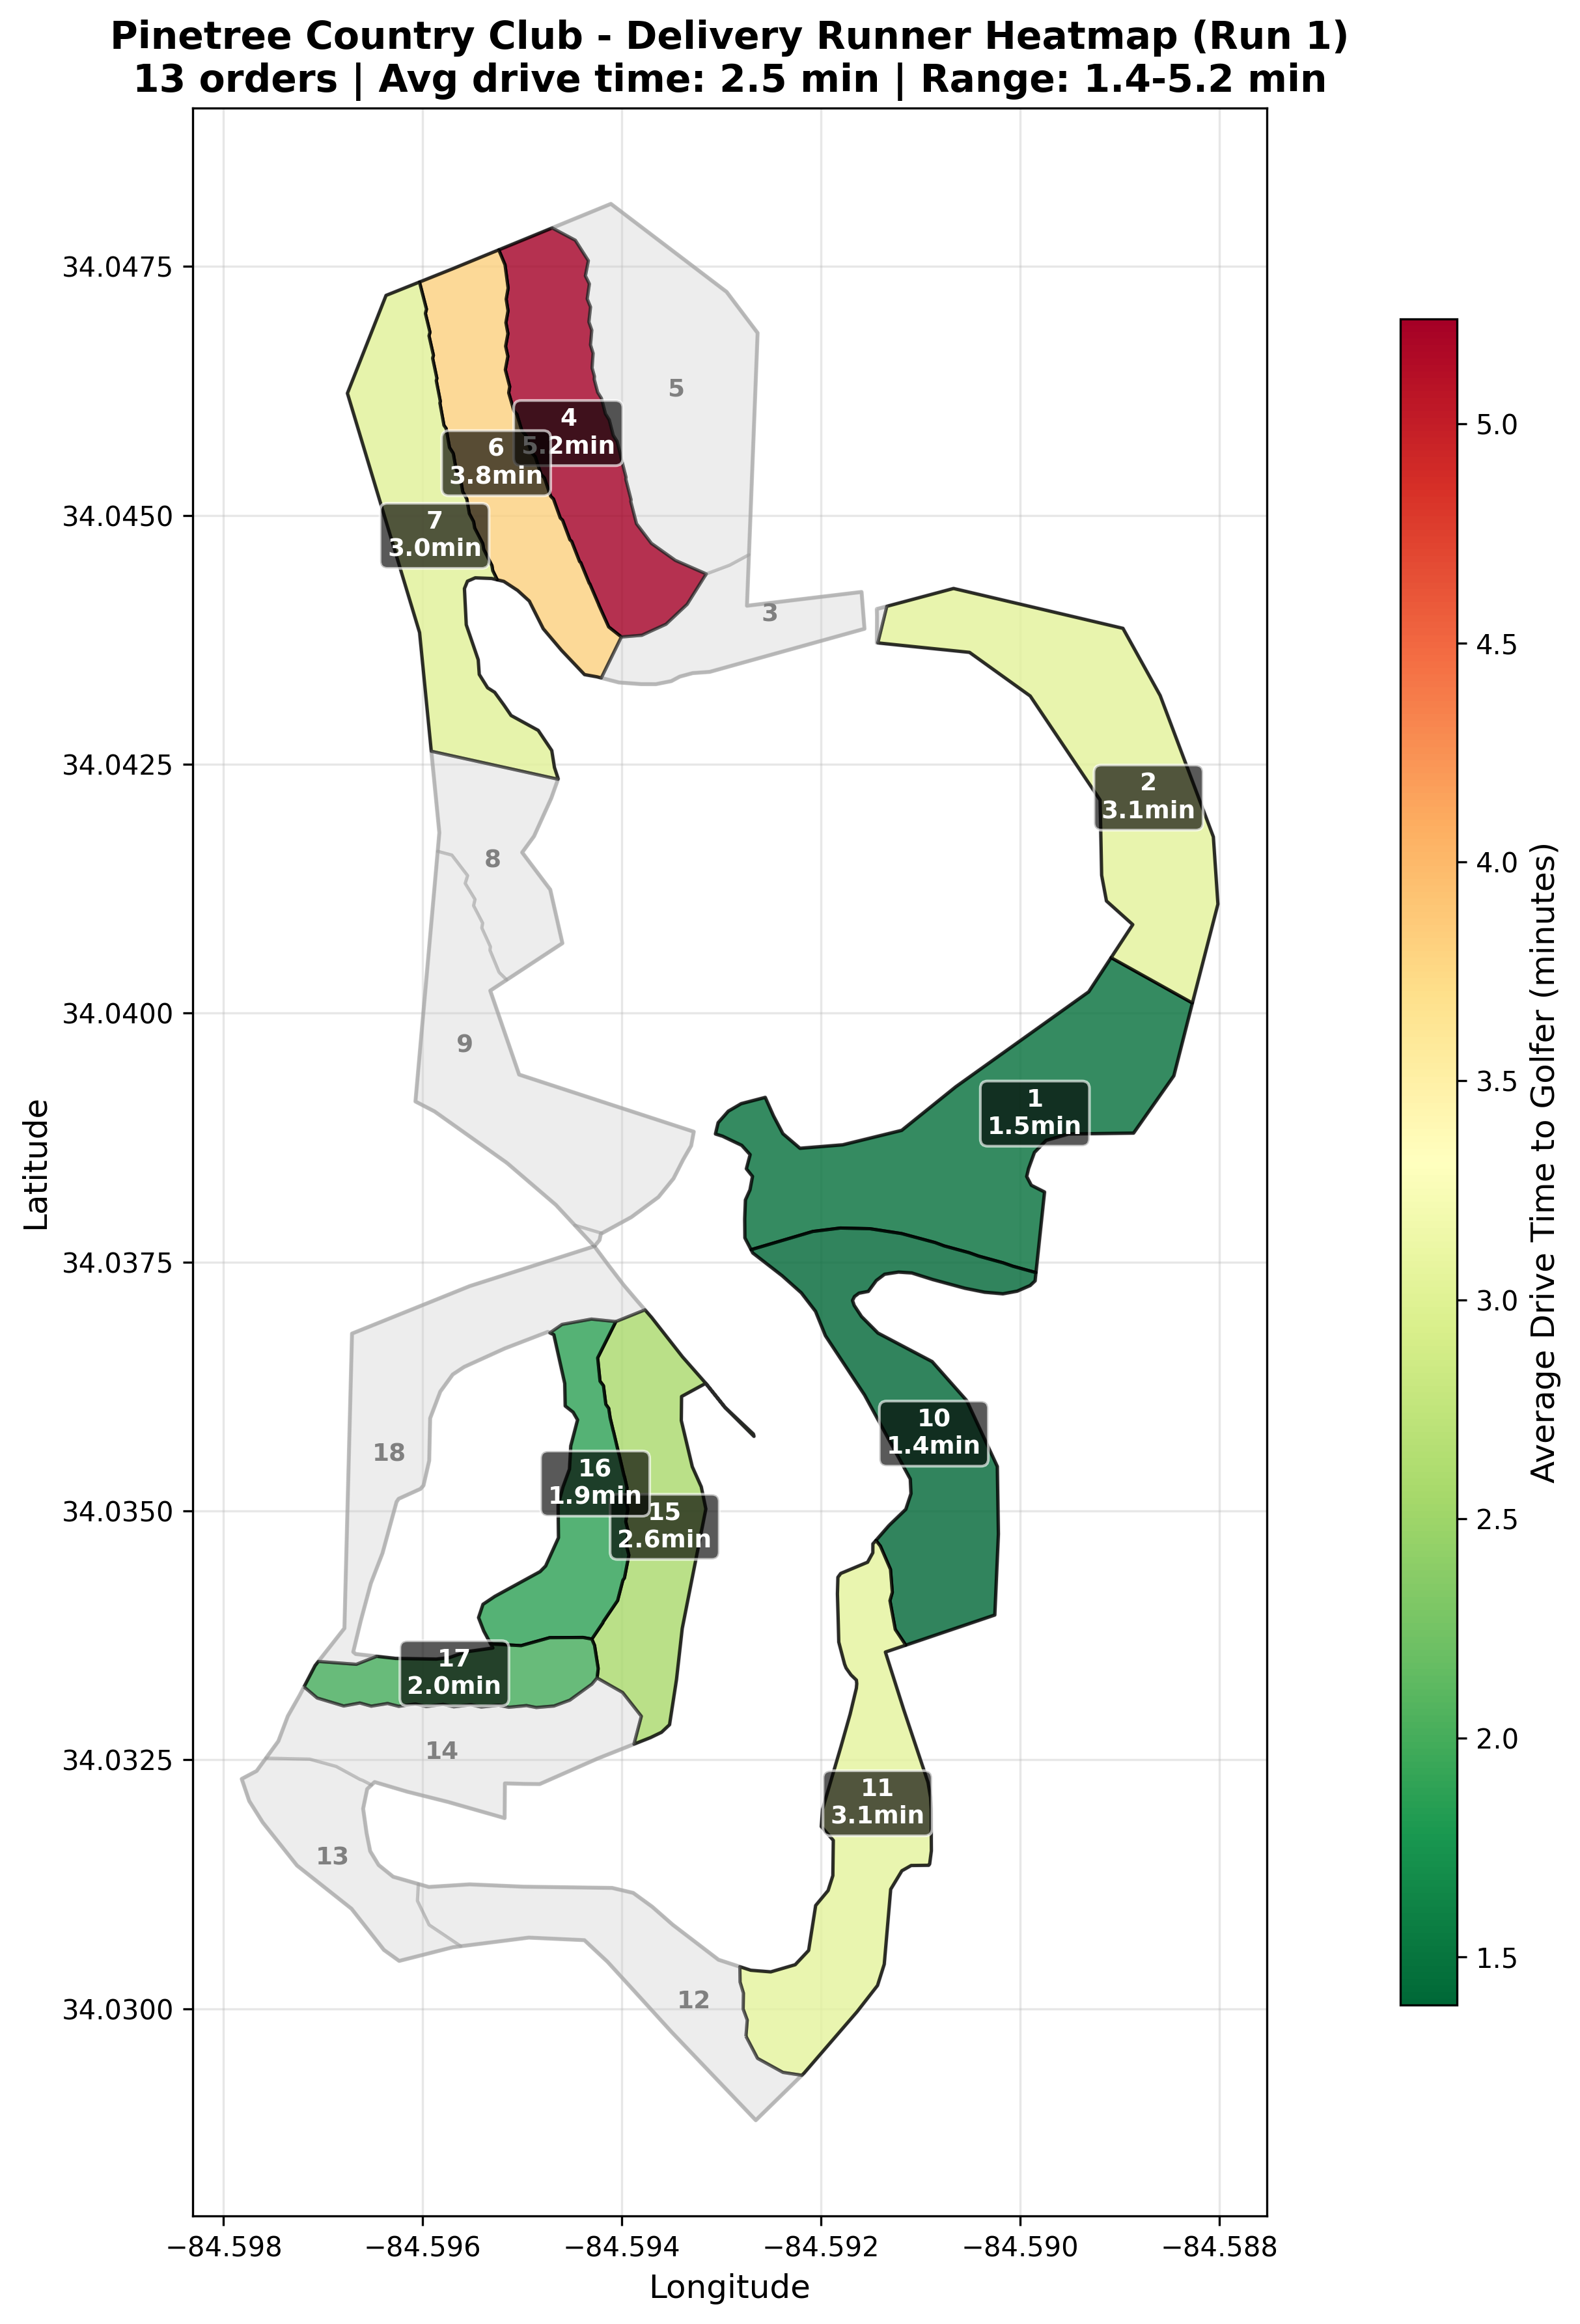 Pinetree Country Club - Delivery Runner Heatmap (Run 1)
13 orders | Avg drive time: 2.5 min | Range: 1.4-5.2 min
34.0475
34.0450
34.0425
34.0400
34.0375
34.0350
34.0325
34.0300
Latitude
−84.598
−84.596
−84.594
−84.592
−84.590
−84.588
Longitude
5
4
5.2min
6
3.8min
7
3.0min
3
2
3.1min
8
9
1
1.5min
10
1.4min
18
16
1.9min
15
2.6min
17
2.0min
14
11
3.1min
13
12
5.0
4.5
4.0
3.5
3.0
2.5
2.0
1.5
Average Drive Time to Golfer (minutes)